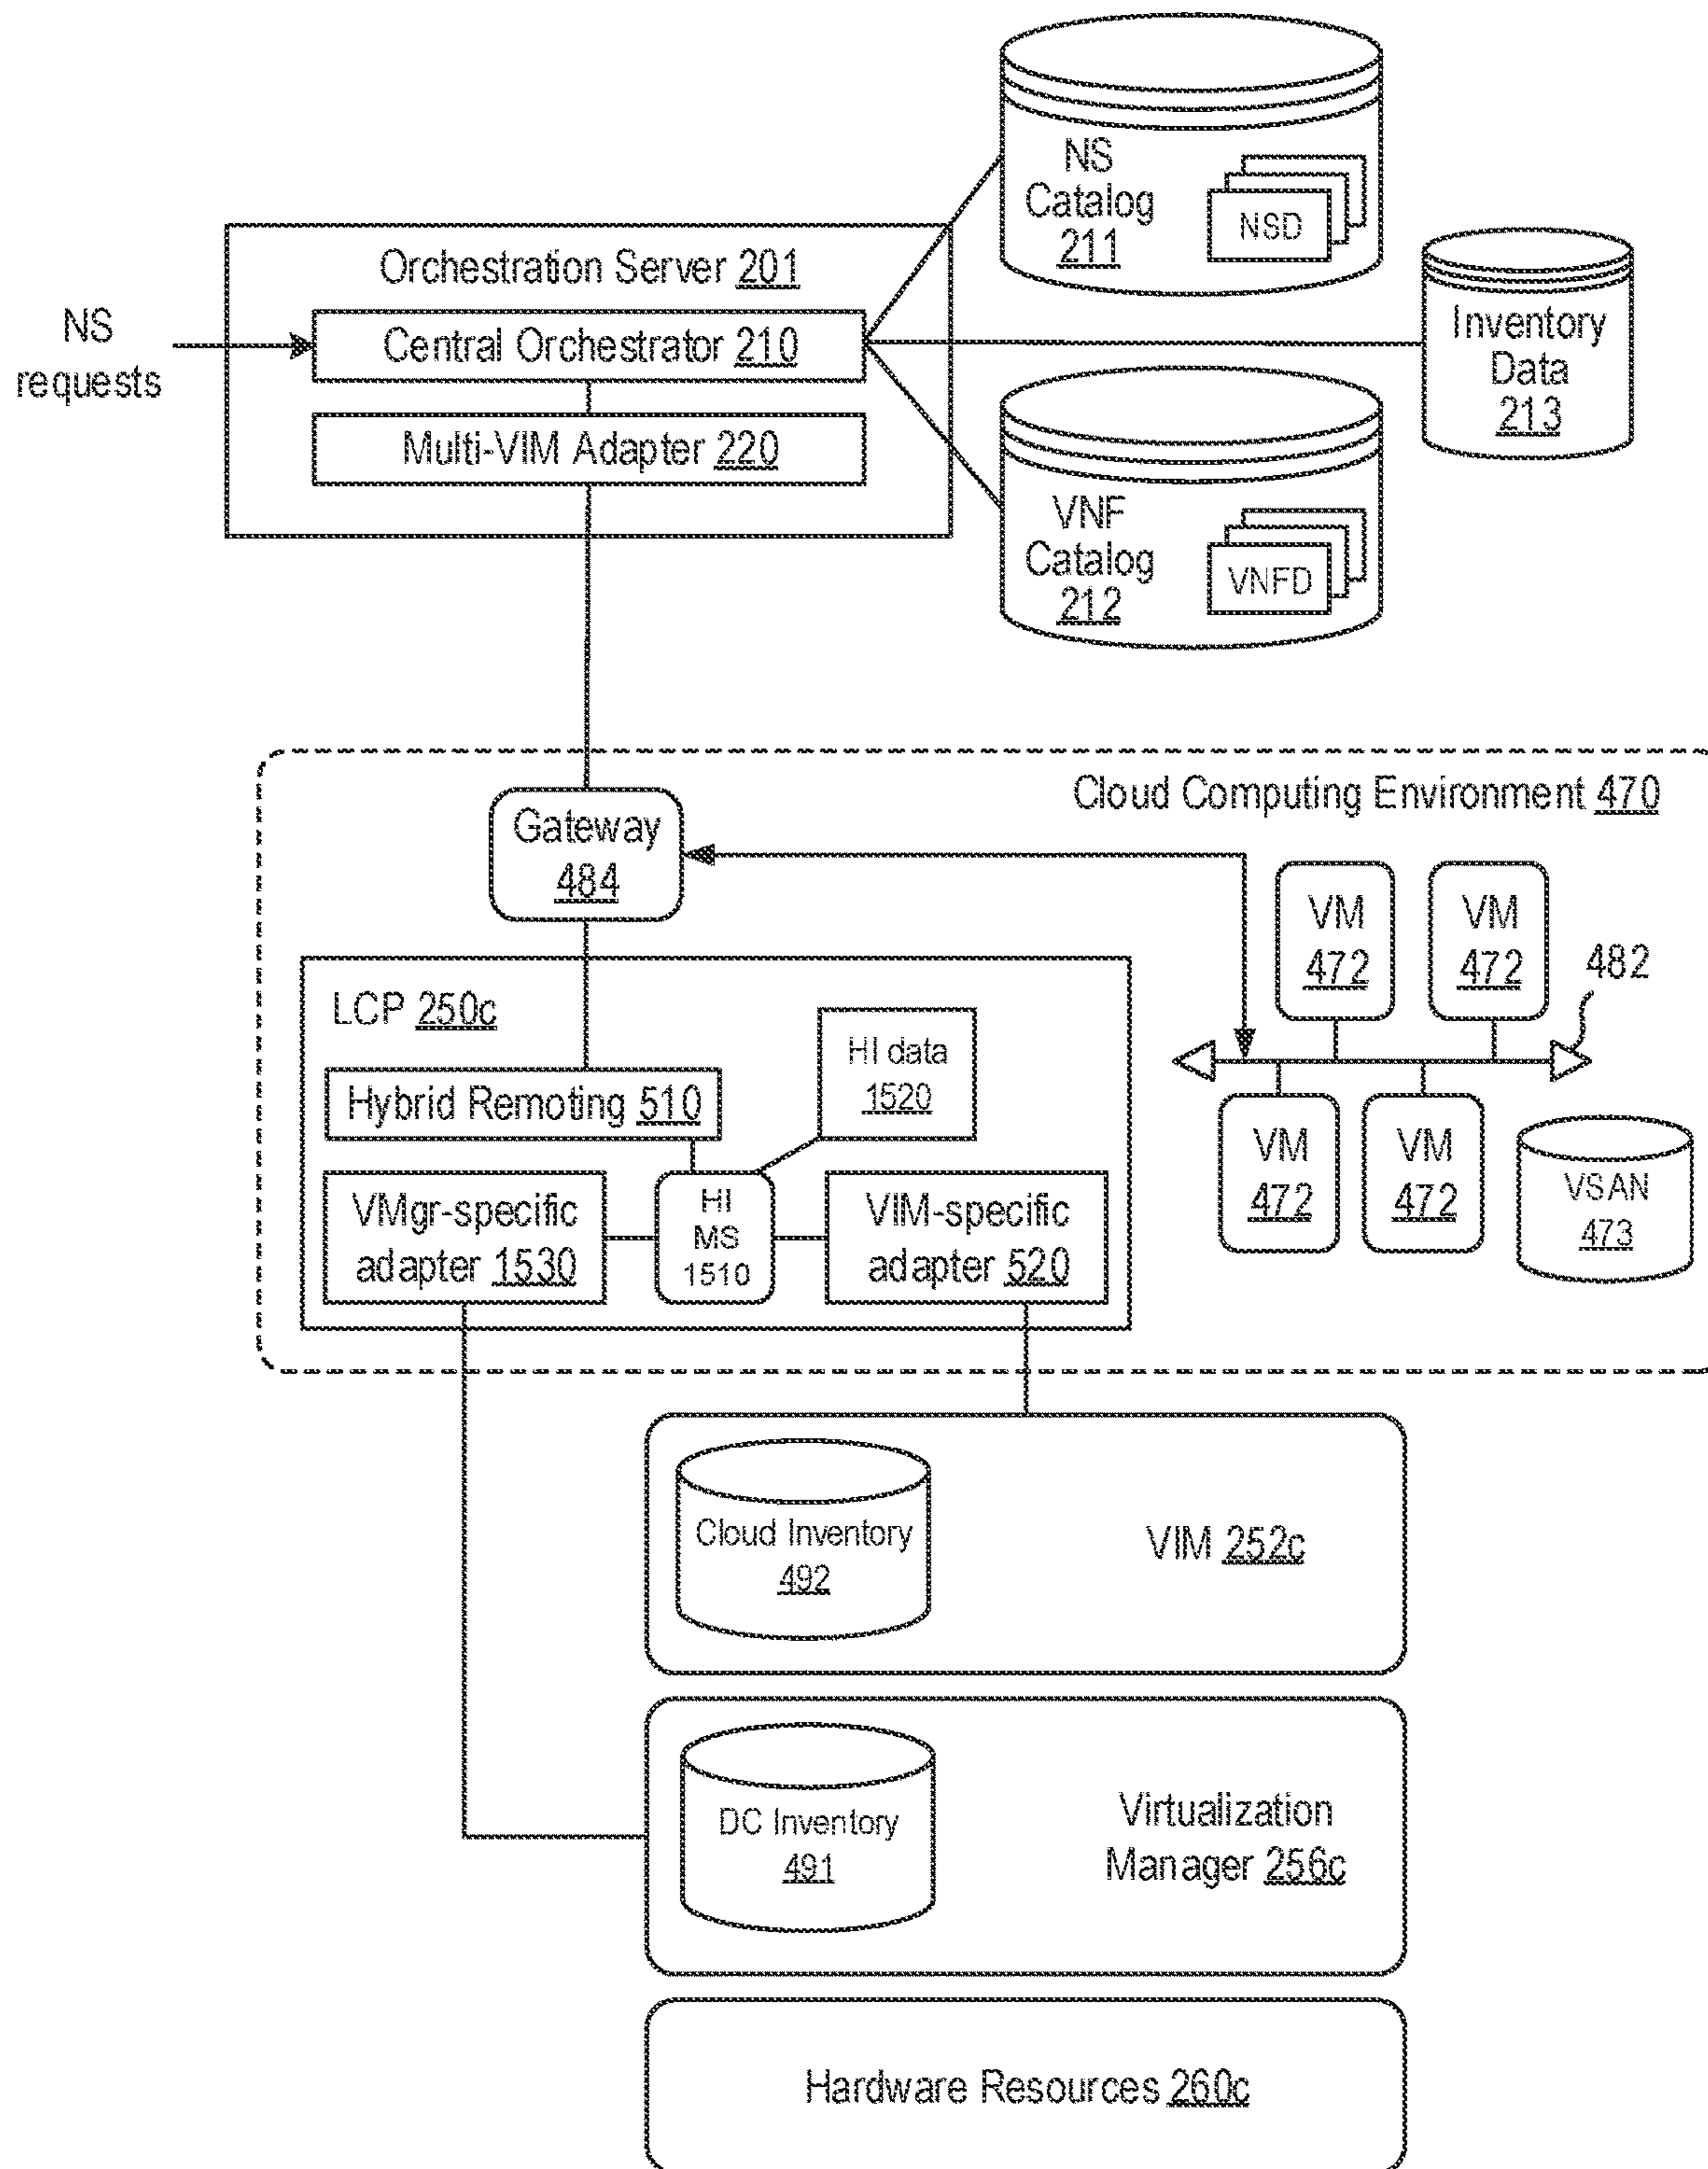 NS
Catalog
211
NSD
Orchestration Server 201
NS
requests
Central Orchestrator 210
Multi-VIM Adapter 220
Inventory
Data
213
VNF
Catalog
212
VNFD
Cloud Computing Environment 470
Gateway
484
VM
472
VM
472
482
LCP 250c
HI data
1520
Hybrid Remoting 510
VM
472
VM
472
VSAN
473
VMgr-specific
adapter 1530
HI
MS
1510
VIM-specific
adapter 520
Cloud Inventory
492
VIM 252c
DC Inventory
491
Virtualization
Manager 256c
Hardware Resources 260c